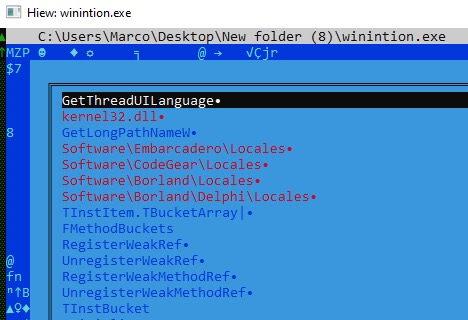 Hiew: winintion.exe
C:\Users\Marco\Desktop\New folder (8)\winintion.exe
MZP ☻ ♦ ☼ ╕ @ → √Çjr
$7
GetThreadUILanguage•
kernel32.dll•
8 GetLongPathNameW•
Software\Embarcadero\Locales•
Software\CodeGear\Locales•
Software\Borland\Locales•
Software\Borland\Delphi\Locales•
TInstItem.TBucketArray|•
FMethodBuckets
RegisterWeakRef•
@ UnregisterWeakRef•
fn RegisterWeakMethodRef•
ⁿ↑B UnregisterWeakMethodRef•
▲♀♦ TInstBucket